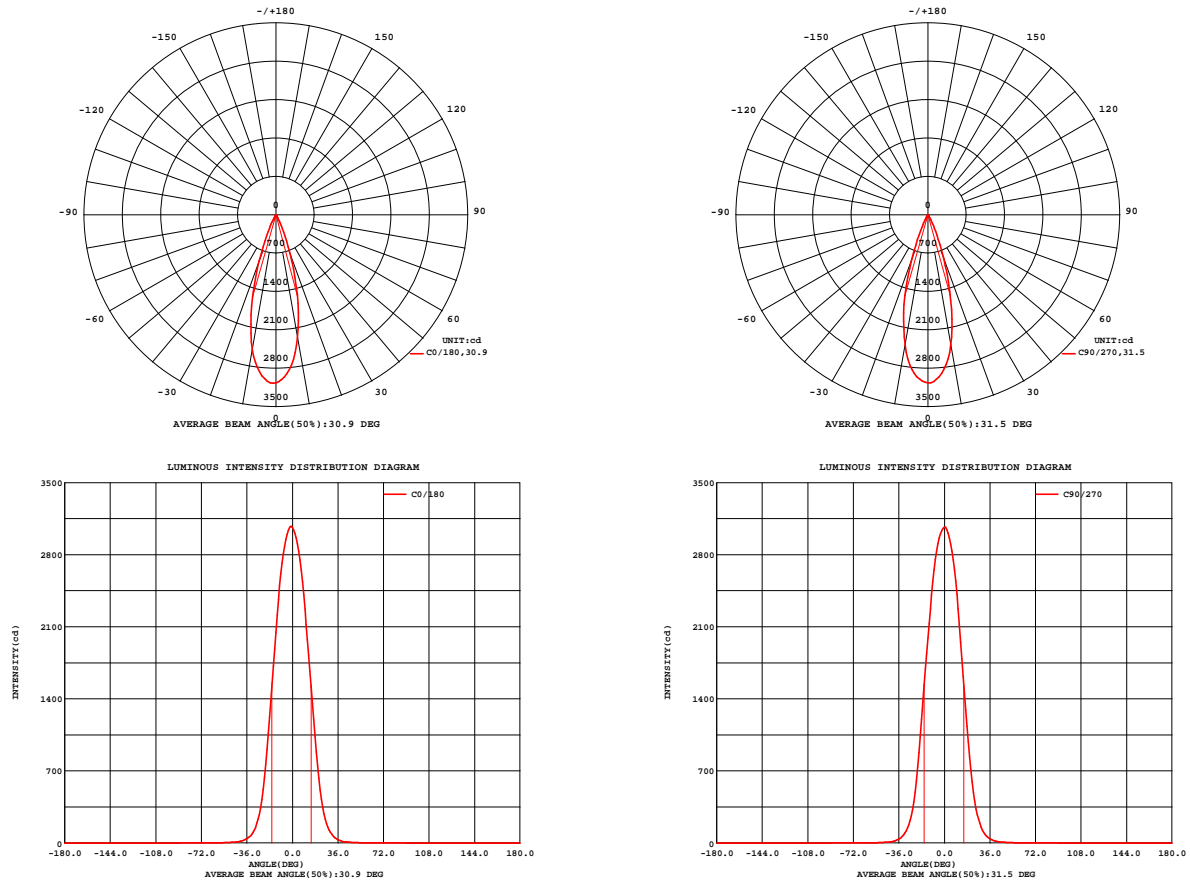 -/+180
-150 150
-120 120
-90 90
-60 60
-30 30
0
700
1400
2100
2800
3500
0
UNIT:cd
C0/180,30.9
AVERAGE BEAM ANGLE(50%):30.9 DEG
-/+180
-150 150
-120 120
-90 90
-60 60
-30 30
0
700
1400
2100
2800
3500
0
UNIT:cd
C90/270,31.5
AVERAGE BEAM ANGLE(50%):31.5 DEG
LUMINOUS INTENSITY DISTRIBUTION DIAGRAM
C0/180
INTENSITY(cd)
3500
2800
2100
1400
700
0
-180.0 -144.0 -108.0 -72.0 -36.0 0.0 36.0 72.0 108.0 144.0 180.0
ANGLE(DEG)
AVERAGE BEAM ANGLE(50%):30.9 DEG
LUMINOUS INTENSITY DISTRIBUTION DIAGRAM
C90/270
INTENSITY(cd)
3500
2800
2100
1400
700
0
-180.0 -144.0 -108.0 -72.0 -36.0 0.0 36.0 72.0 108.0 144.0 180.0
ANGLE(DEG)
AVERAGE BEAM ANGLE(50%):31.5 DEG